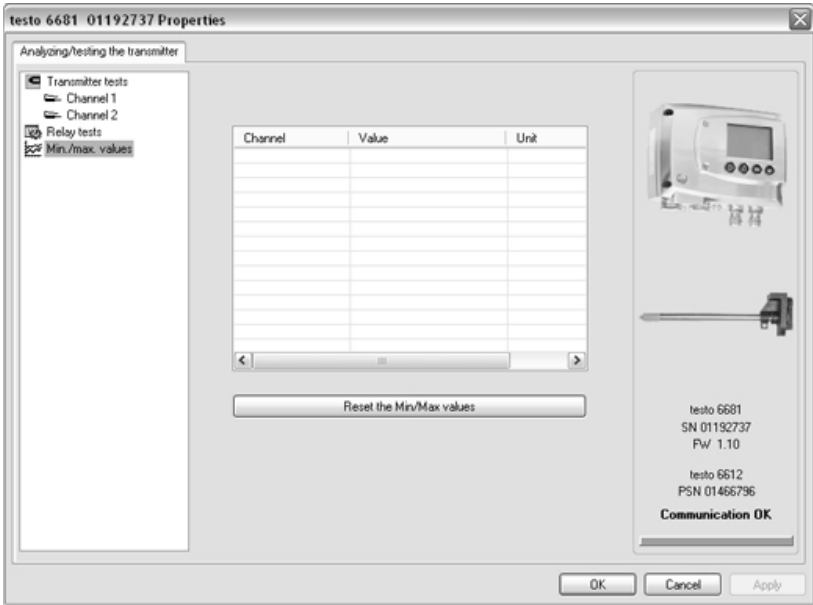 testo 6681 01192737 Properties
Analyzing/testing the transmitter
Transmitter tests
Channel 1
Channel 2
Relay tests
Min./max. values
Channel Value Unit
Reset the Min/Max values
testo 6681
SN 01192737
FW 1.10
testo 6612
PSN 01466796
Communication OK
OK Cancel Apply